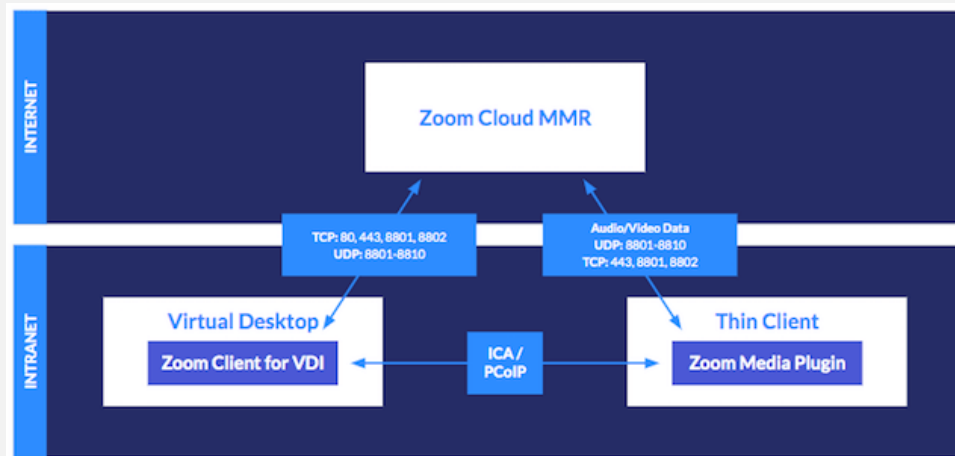 INTERNET
Zoom Cloud MMR
TCP: 80, 443, 8801, 8802
UDP: 8801-8810
Audio/Video Data
UDP: 8801-8810
TCP: 443, 8801, 8802
INTRANET
Virtual Desktop
Zoom Client for VDI
ICA /
PCoIP
Thin Client
Zoom Media Plugin